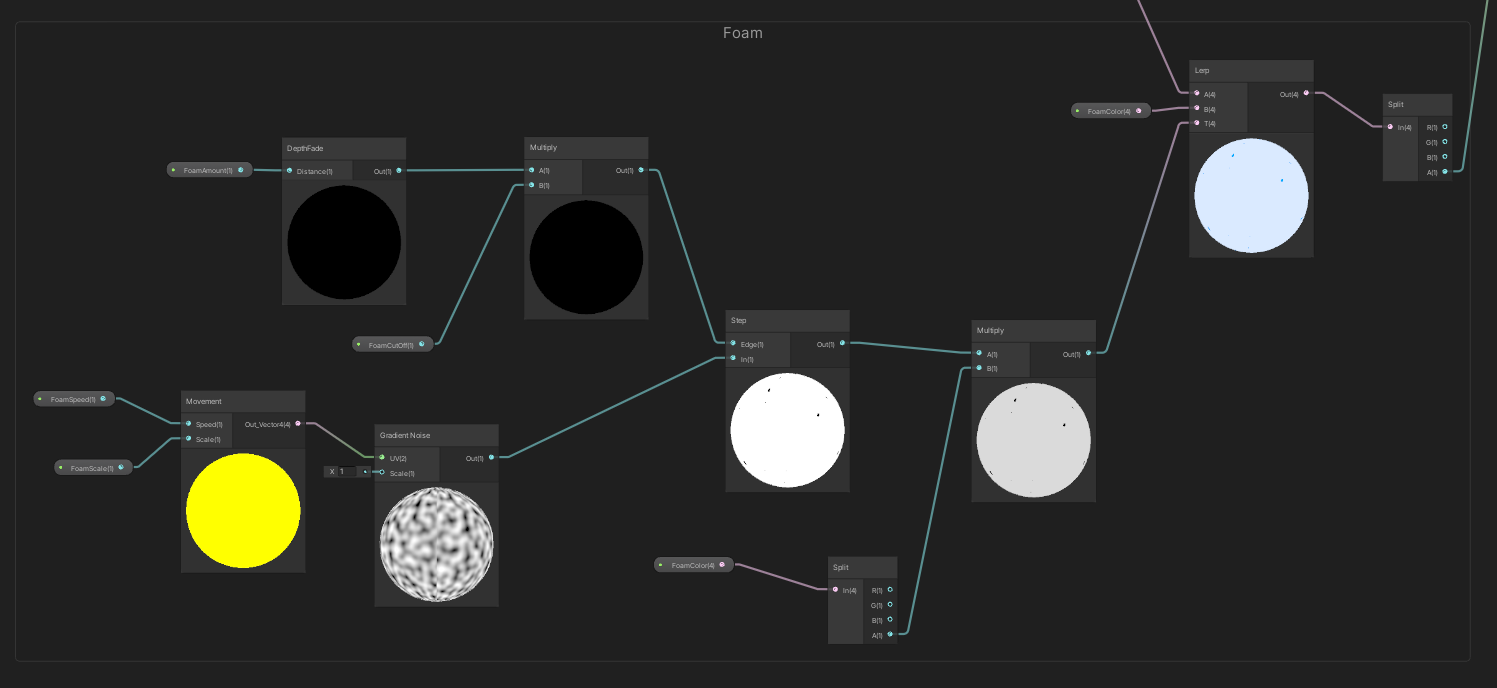 Foam
Lerp
A(4)
Out(4)
FoamColor(4)
B(4)
T(4)
Split
In(4)
R(1)
G(1)
B(1)
A(1)
DepthFade
FoamAmount(1)
Distance(1)
Out(1)
Multiply
A(1)
Out(1)
B(1)
FoamCutOff(1)
Step
Edge(1)
Out(1)
In(1)
Multiply
A(1)
Out(1)
B(1)
FoamSpeed(1)
FoamScale(1)
Movement
Speed(1)
Out_Vector4(4)
Scale(1)
Gradient Noise
UV(2)
Out(1)
X 1
Scale(1)
FoamColor(4)
Split
In(4)
R(1)
G(1)
B(1)
A(1)